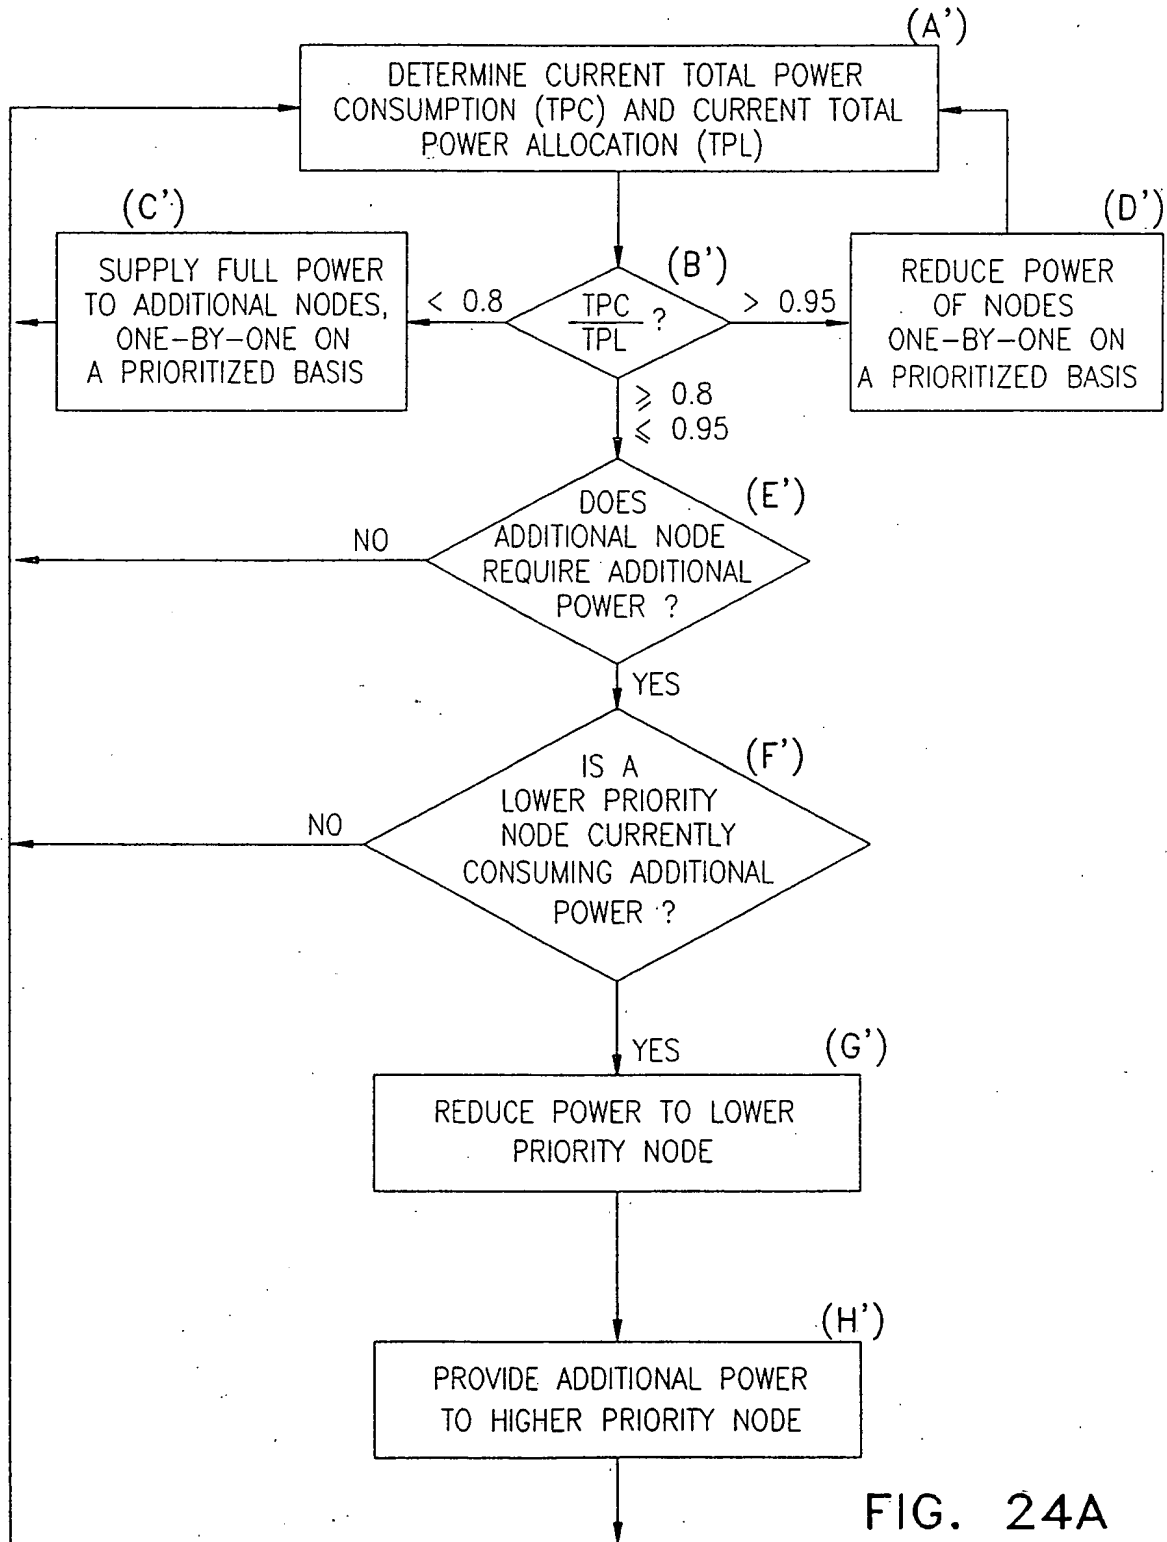 (A')
DETERMINE CURRENT TOTAL POWER
CONSUMPTION (TPC) AND CURRENT TOTAL
POWER ALLOCATION (TPL)
(C')
SUPPLY FULL POWER
TO ADDITIONAL NODES,
ONE-BY-ONE ON
A PRIORITIZED BASIS
< 0.8
(B')
TPC
TPL
?
> 0.95
(D')
REDUCE POWER
OF NODES
ONE-BY-ONE ON
A PRIORITIZED BASIS
⩾ 0.8
⩽ 0.95
(E')
DOES
ADDITIONAL NODE
REQUIRE ADDITIONAL
POWER ?
NO
YES
(F')
IS A
LOWER PRIORITY
NODE CURRENTLY
CONSUMING ADDITIONAL
POWER ?
NO
YES
(G')
REDUCE POWER TO LOWER
PRIORITY NODE
(H')
PROVIDE ADDITIONAL POWER
TO HIGHER PRIORITY NODE
FIG. 24A